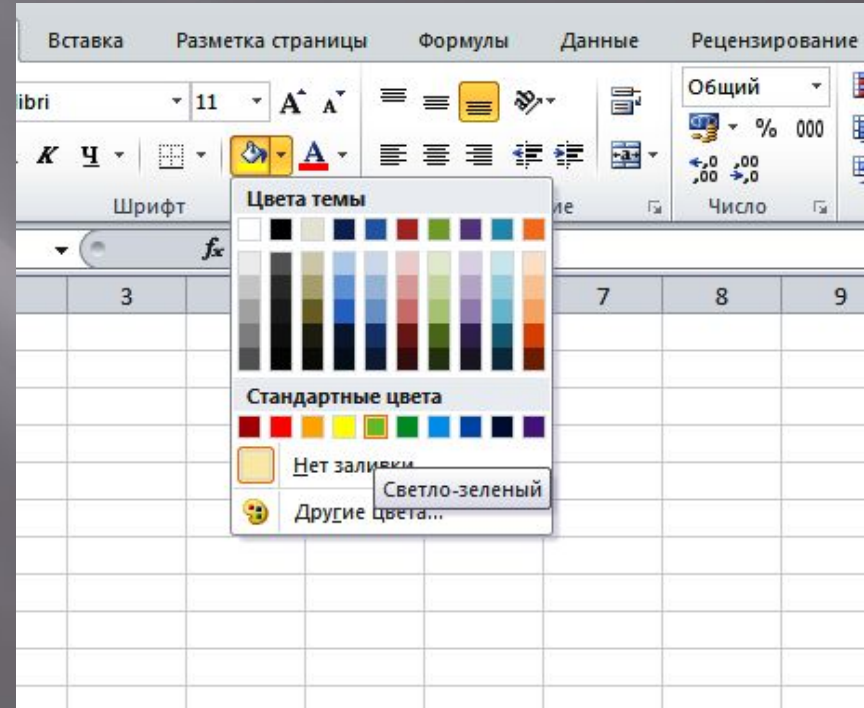 Вставка Разметка страницы Формулы Данные Рецензирование
11 A A Общий
К Ч А % 000
Шрифт Число
fx
Цвета темы
3 7 8 9
Стандартные цвета
Нет заливки
Светло-зеленый
Другие цвета...